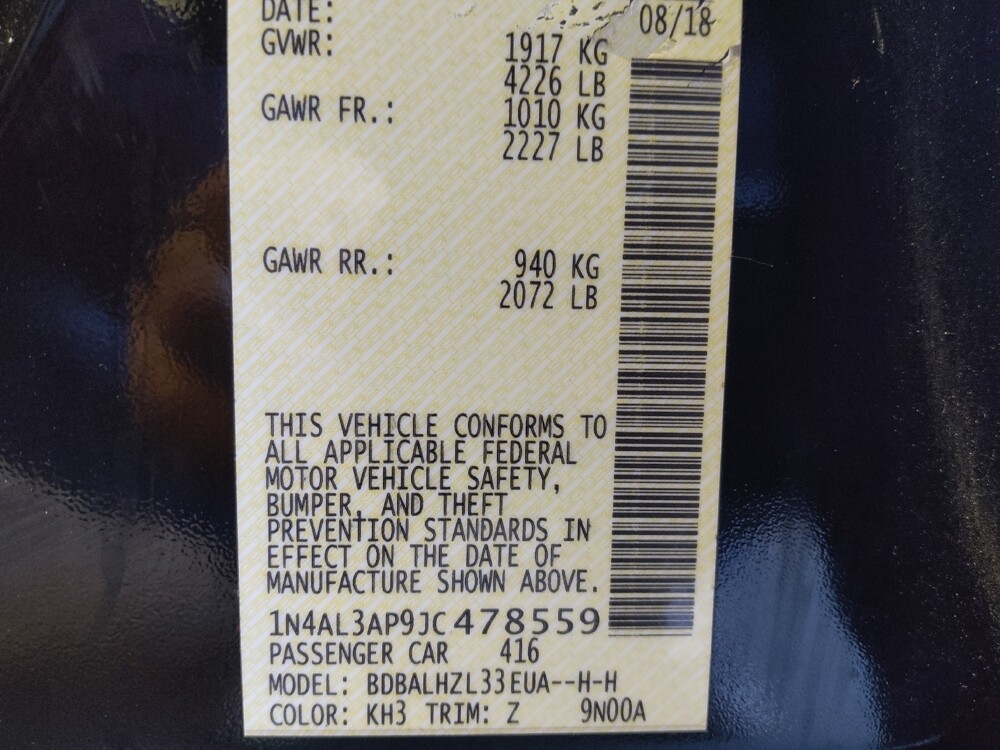 DATE: 08/18
GVWR: 1917 KG
4226 LB
GAWR FR.: 1010 KG
2227 LB
GAWR RR.: 940 KG
2072 LB
THIS VEHICLE CONFORMS TO
ALL APPLICABLE FEDERAL
MOTOR VEHICLE SAFETY,
BUMPER, AND THEFT
PREVENTION STANDARDS IN
EFFECT ON THE DATE OF
MANUFACTURE SHOWN ABOVE.
1N4AL3AP9JC478559
PASSENGER CAR 416
MODEL: BDBALHZL33EUA--H-H
COLOR: KH3 TRIM: Z 9N00A